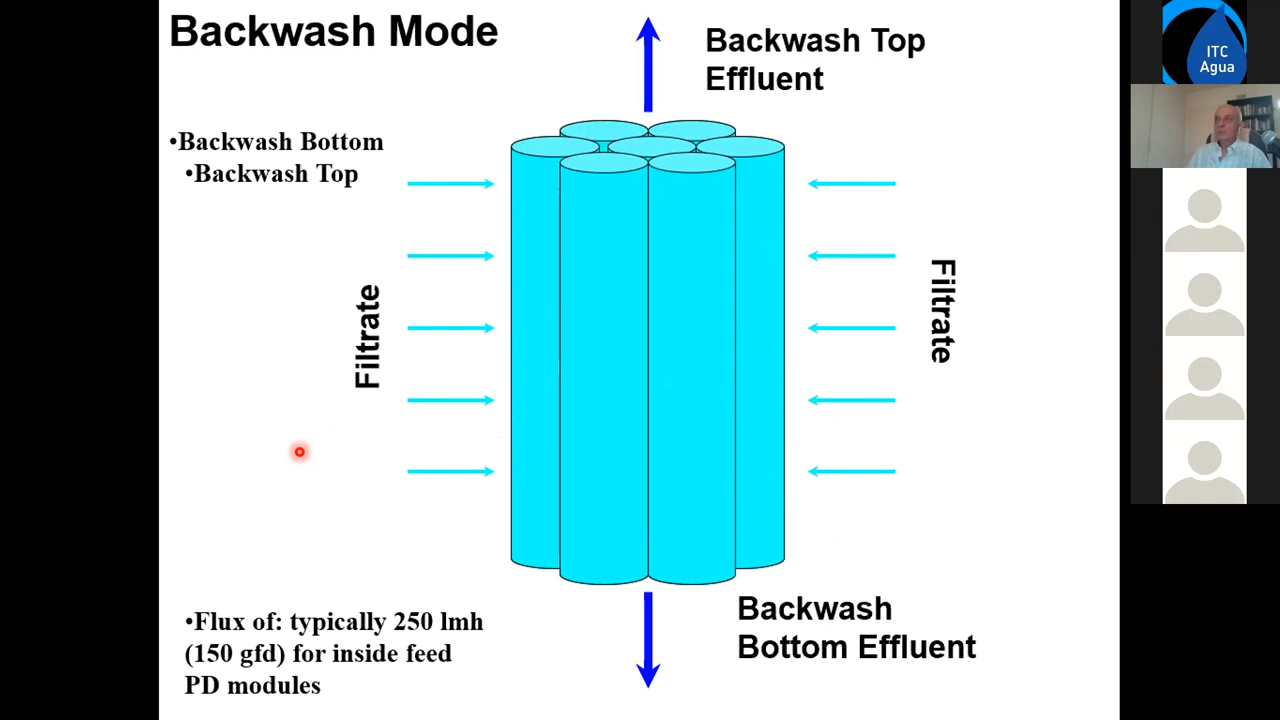 Backwash Mode
Backwash Top
Effluent
•Backwash Bottom
•Backwash Top
Filtrate
Filtrate
•Flux of: typically 250 lmh
(150 gfd) for inside feed
PD modules
Backwash
Bottom Effluent
ITC
Agua